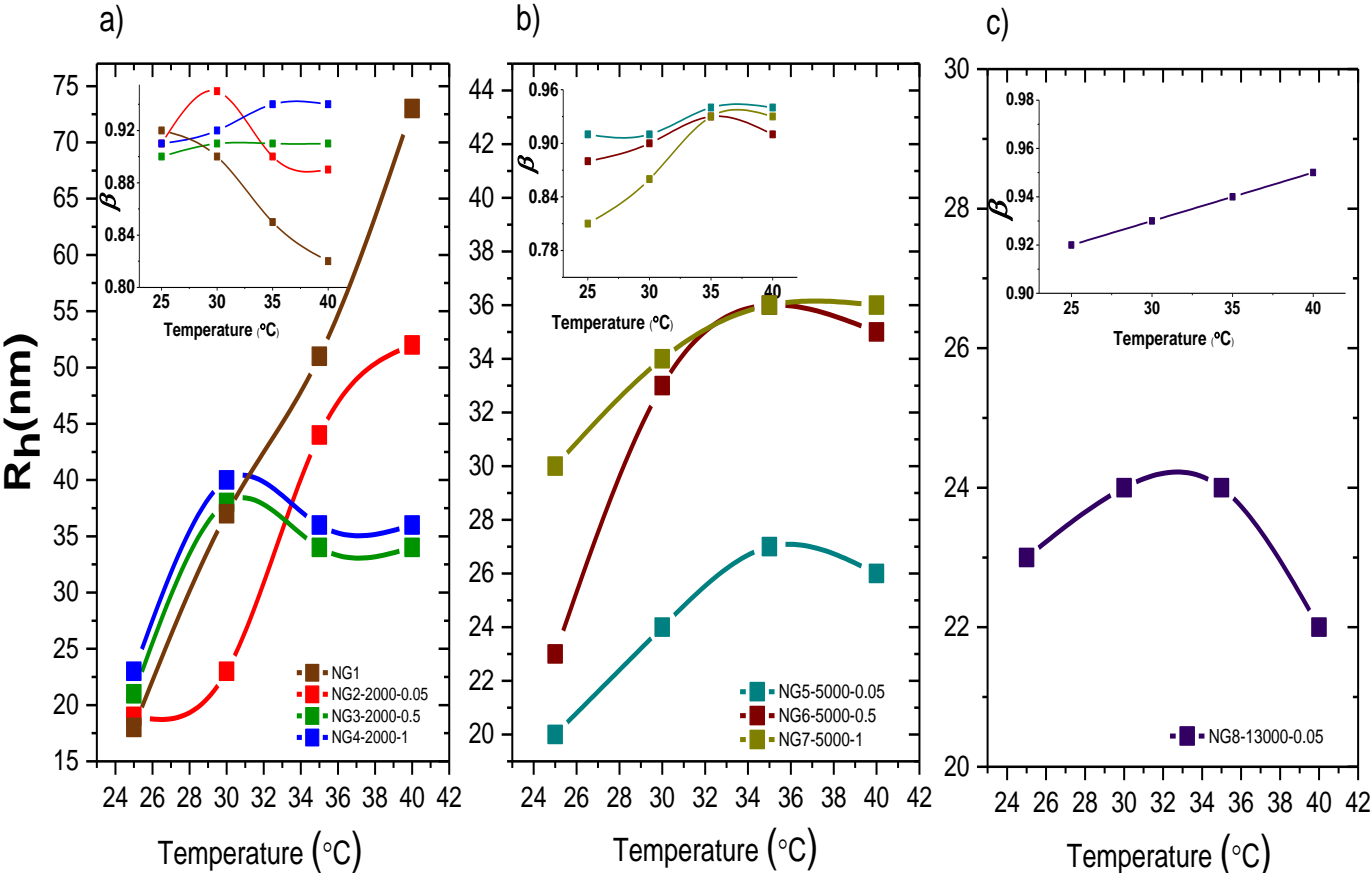 a)
b)
c)
R_h(nm)
75
70
65
60
55
50
45
40
35
30
25
20
15
24 26 28 30 32 34 36 38 40 42
Temperature (°C)
0.92
0.88
0.84
0.80
β
25 30 35 40
Temperature (°C)
NG1
NG2-2000-0.05
NG3-2000-0.5
NG4-2000-1
44
42
40
38
36
34
32
30
28
26
24
22
20
24 26 28 30 32 34 36 38 40 42
Temperature (°C)
0.96
0.90
0.84
0.78
β
25 30 35 40
Temperature (°C)
NG5-5000-0.05
NG6-5000-0.5
NG7-5000-1
30
28
26
24
22
20
24 26 28 30 32 34 36 38 40 42
Temperature (°C)
0.98
0.96
0.94
0.92
0.90
β
25 30 35 40
Temperature (°C)
NG8-13000-0.05